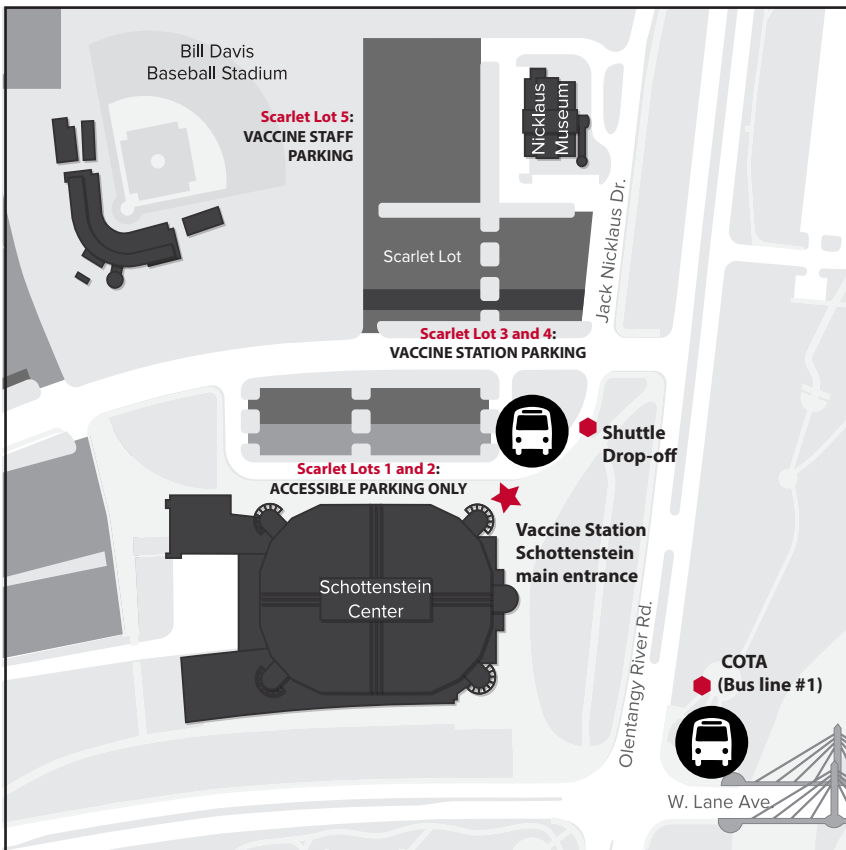 Bill Davis
Baseball Stadium
Scarlet Lot 5:
VACCINE STAFF
PARKING
Nicklaus
Museum
Jack Nicklaus Dr.
Scarlet Lot
Scarlet Lot 3 and 4:
VACCINE STATION PARKING
Shuttle
Drop-off
Scarlet Lots 1 and 2:
ACCESSIBLE PARKING ONLY
Vaccine Station
Schottenstein
main entrance
Schottenstein
Center
Olentangy River Rd.
COTA
(Bus line #1)
W. Lane Ave.